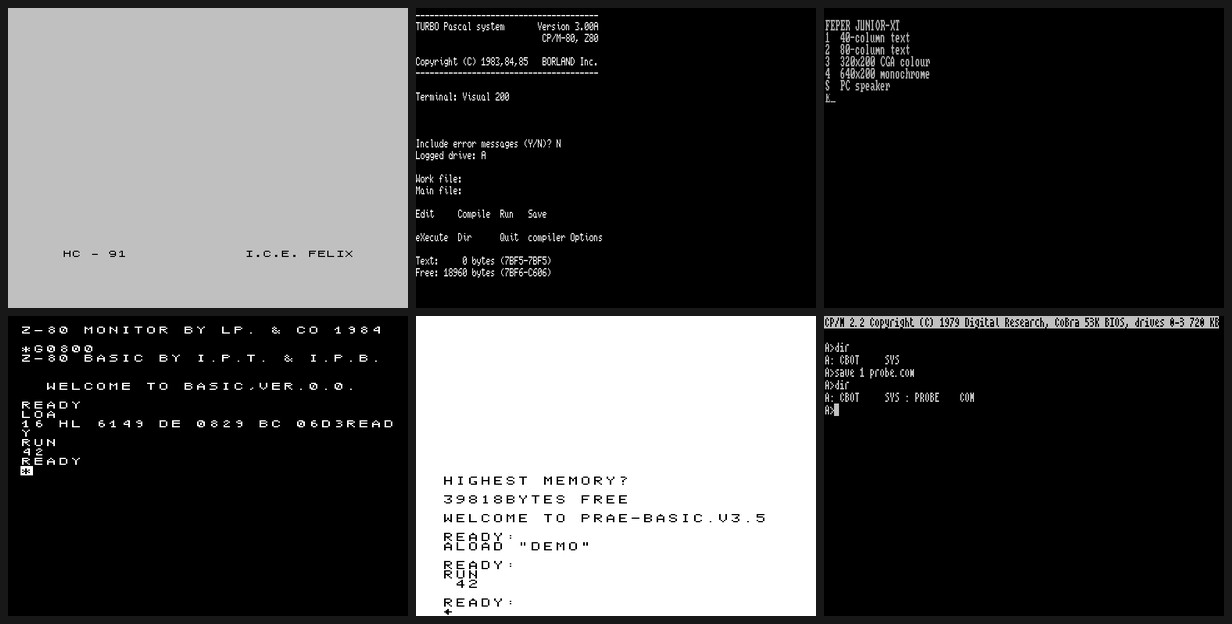 HC - 91 I.C.E. FELIX
---------------------------------------
TURBO Pascal system Version 3.00A
CP/M-80, Z80
Copyright (C) 1983,84,85 BORLAND Inc.
---------------------------------------
Terminal: Visual 200
Include error messages (Y/N)? N
Logged drive: A
Work file:
Main file:
Edit Compile Run Save
eXecute Dir Quit compiler Options
Text: 0 bytes (7BF5-7BF5)
Free: 18960 bytes (7BF6-C606)
FEPER JUNIOR-XT
1 40-column text
2 80-column text
3 320x200 CGA colour
4 640x200 monochrome
S PC speaker
Z-80 MONITOR BY LP. & CO 1984
*G0800
Z-80 BASIC BY I.P.T. & I.P.B.
WELCOME TO BASIC,VER.0.0.
READY
LOA
16 HL 6149 DE 0829 BC 06D3READ
Y
RUN
42
READY
*
HIGHEST MEMORY?
39818BYTES FREE
WELCOME TO PRAE-BASIC.V3.5
READY:
ALOAD "DEMO"
READY:
RUN
42
READY:
CP/M 2.2 Copyright (C) 1979 Digital Research, CoBra 53K BIOS, drives 0-3 720 KB
A>dir
A: CBOT SYS
A>save 1 probe.com
A>dir
A: CBOT SYS : PROBE COM
A>